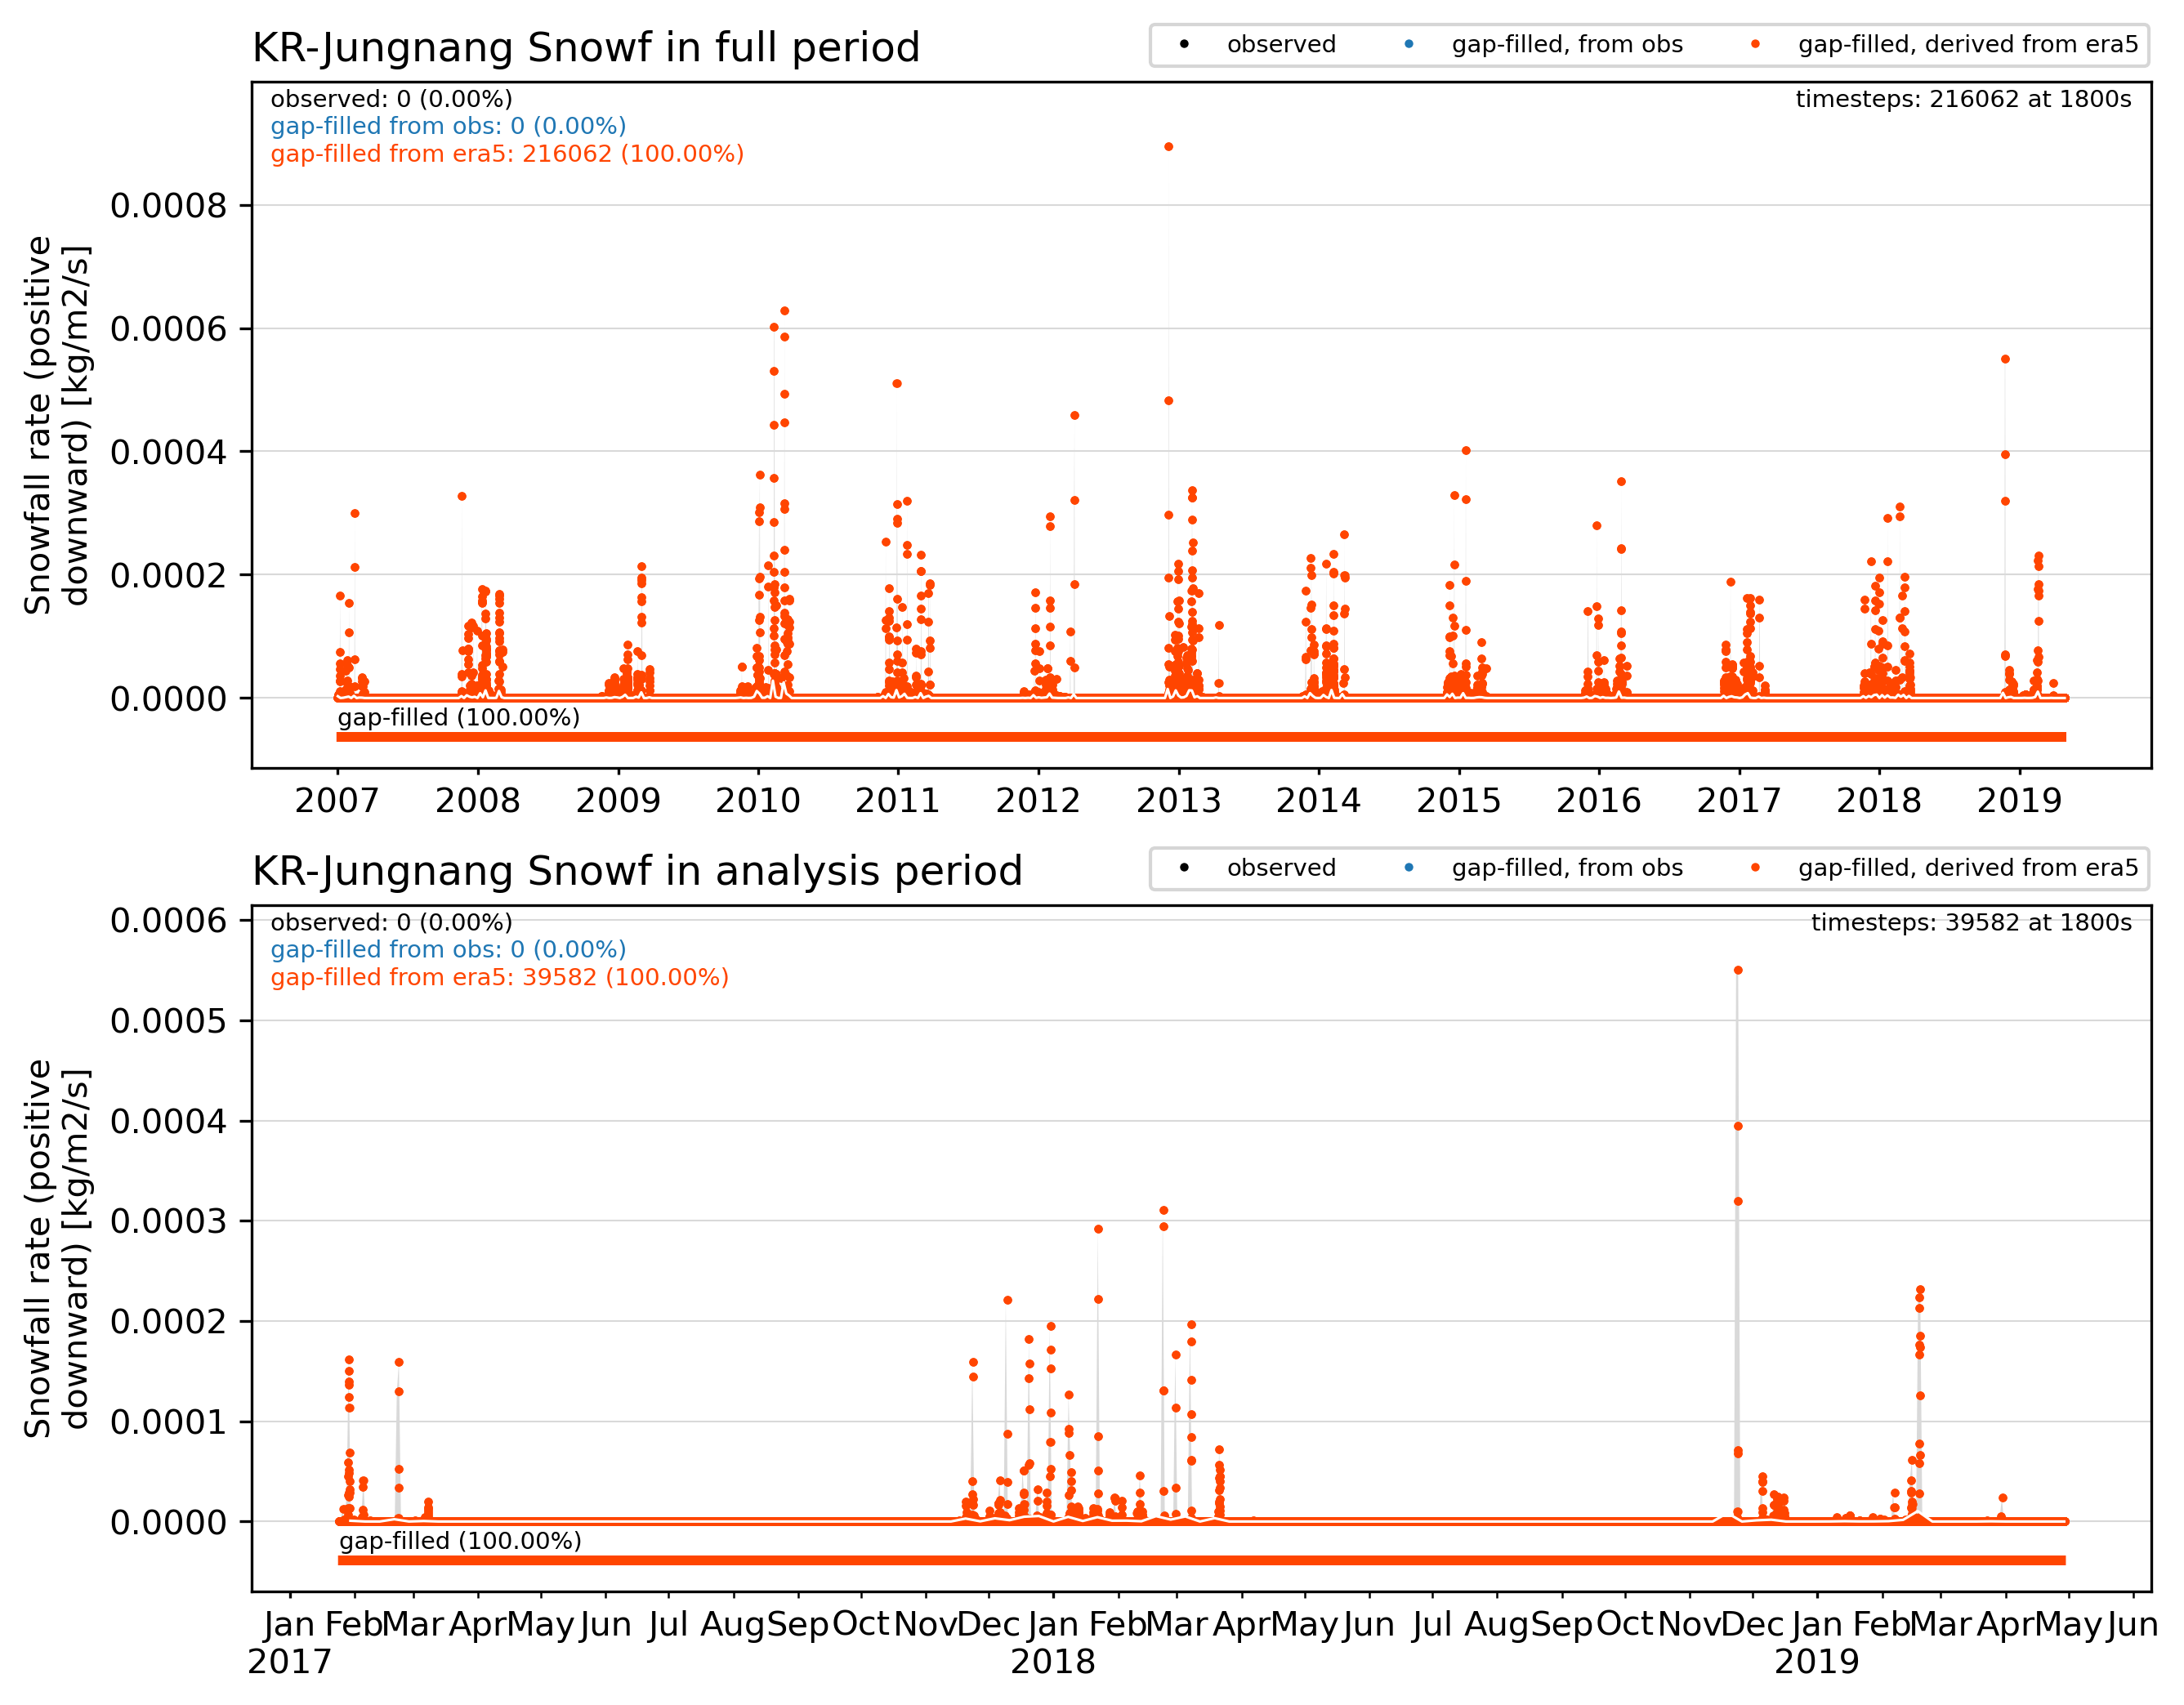 KR-Jungnang Snowf in full period
observed
gap-filled, from obs
gap-filled, derived from era5
observed: 0 (0.00%)
gap-filled from obs: 0 (0.00%)
gap-filled from era5: 216062 (100.00%)
timesteps: 216062 at 1800s
Snowfall rate (positive
downward) [kg/m2/s]
0.0008
0.0006
0.0004
0.0002
0.0000
gap-filled (100.00%)
2007 2008 2009 2010 2011 2012 2013 2014 2015 2016 2017 2018 2019
KR-Jungnang Snowf in analysis period
observed
gap-filled, from obs
gap-filled, derived from era5
observed: 0 (0.00%)
gap-filled from obs: 0 (0.00%)
gap-filled from era5: 39582 (100.00%)
timesteps: 39582 at 1800s
Snowfall rate (positive
downward) [kg/m2/s]
0.0006
0.0005
0.0004
0.0003
0.0002
0.0001
0.0000
gap-filled (100.00%)
Jan Feb Mar Apr May Jun Jul Aug Sep Oct Nov Dec Jan Feb Mar Apr May Jun Jul Aug Sep Oct Nov Dec Jan Feb Mar Apr May Jun
2017 2018 2019